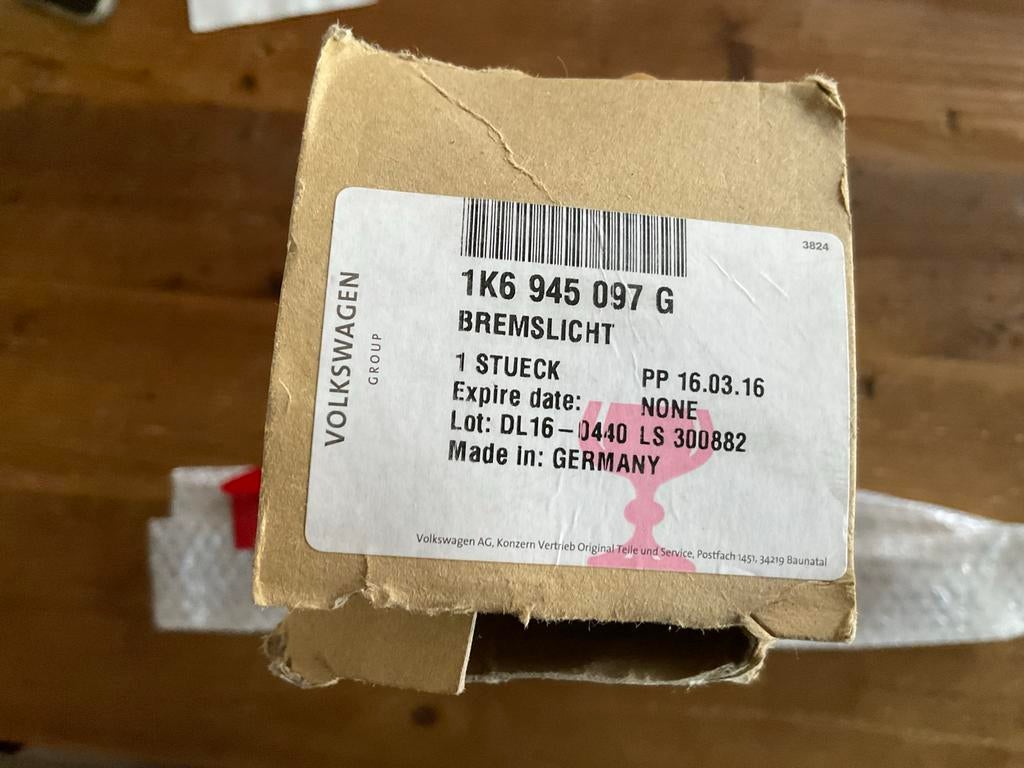 3824
VOLKSWAGEN
GROUP
1K6 945 097 G
BREMSLICHT
1 STUECK PP 16.03.16
Expire date: NONE
Lot: DL16-0440 LS 300882
Made in: GERMANY
Volkswagen AG, Konzern Vertrieb Original Teile und Service, Postfach 1451, 34219 Baunatal